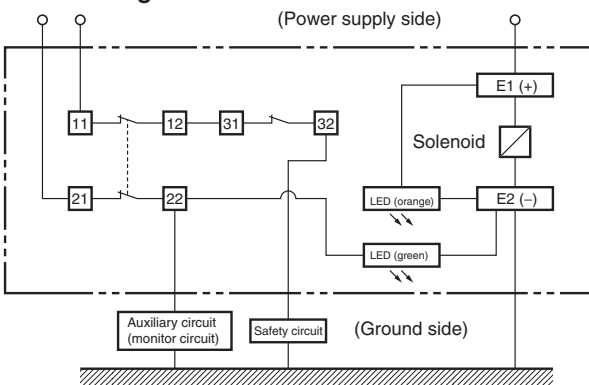 (Power supply side)
E1 (+)
11
12
31
32
Solenoid
21
22
LED (orange)
E2 (−)
LED (green)
Auxiliary circuit
(monitor circuit)
Safety circuit
(Ground side)